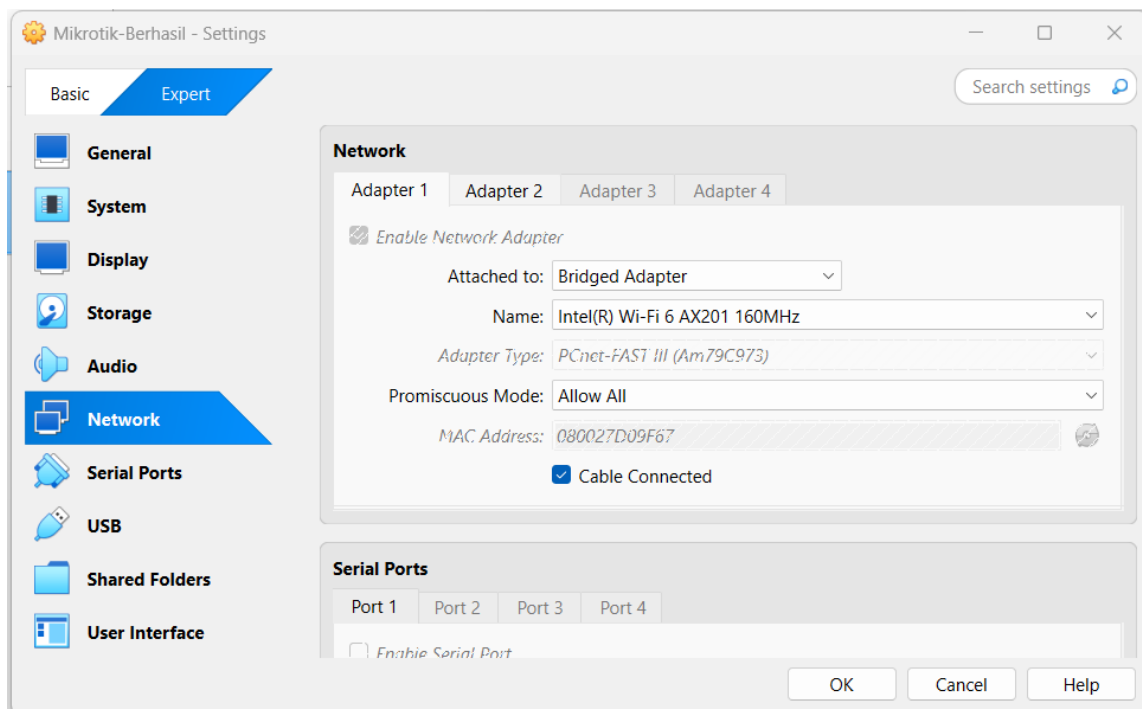 Mikrotik-Berhasil - Settings
Basic
Expert
Search settings
General
System
Display
Storage
Audio
Network
Serial Ports
USB
Shared Folders
User Interface
Network
Adapter 1
Adapter 2
Adapter 3
Adapter 4
Enable Network Adapter
Attached to: Bridged Adapter
Name: Intel(R) Wi-Fi 6 AX201 160MHz
Adapter Type: PCnet-FAST III (Am79C973)
Promiscuous Mode: Allow All
MAC Address: 080027D09F67
Cable Connected
Serial Ports
Port 1
Port 2
Port 3
Port 4
Enable Serial Port
OK
Cancel
Help